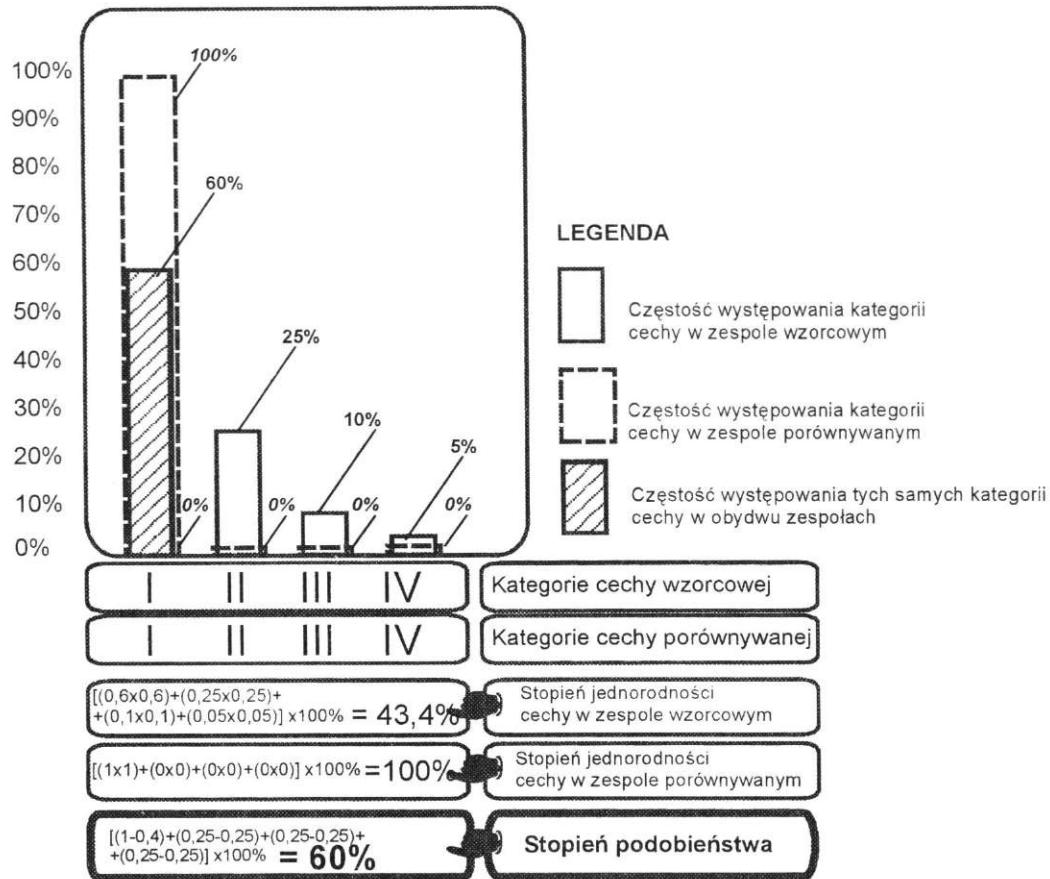 100%
100%
90%
80%
60%
70%
LEGENDA
60%
50%
Częstość występowania kategorii
cechy w zespole wzorcowym
40%
25%
30%
10%
Częstość występowania kategorii
cechy w zespole porównywanym
20%
5%
10%
0%
0%
0%
0%
Częstość występowania tych samych kategorii
cechy w obydwu zespołach
0%
I II III IV
Kategorie cechy wzorcowej
I II III IV
Kategorie cechy porównywanej
[(0,6x0,6)+(0,25x0,25)+
+(0,1x0,1)+(0,05x0,05)] x100% = 43,4%
Stopień jednorodności
cechy w zespole wzorcowym
[(1x1)+(0x0)+(0x0)+(0x0)] x100% =100%
Stopień jednorodności
cechy w zespole porównywanym
[(1-0,4)+(0,25-0,25)+(0,25-0,25)+
+(0,25-0,25)] x100% = 60%
Stopień podobieństwa